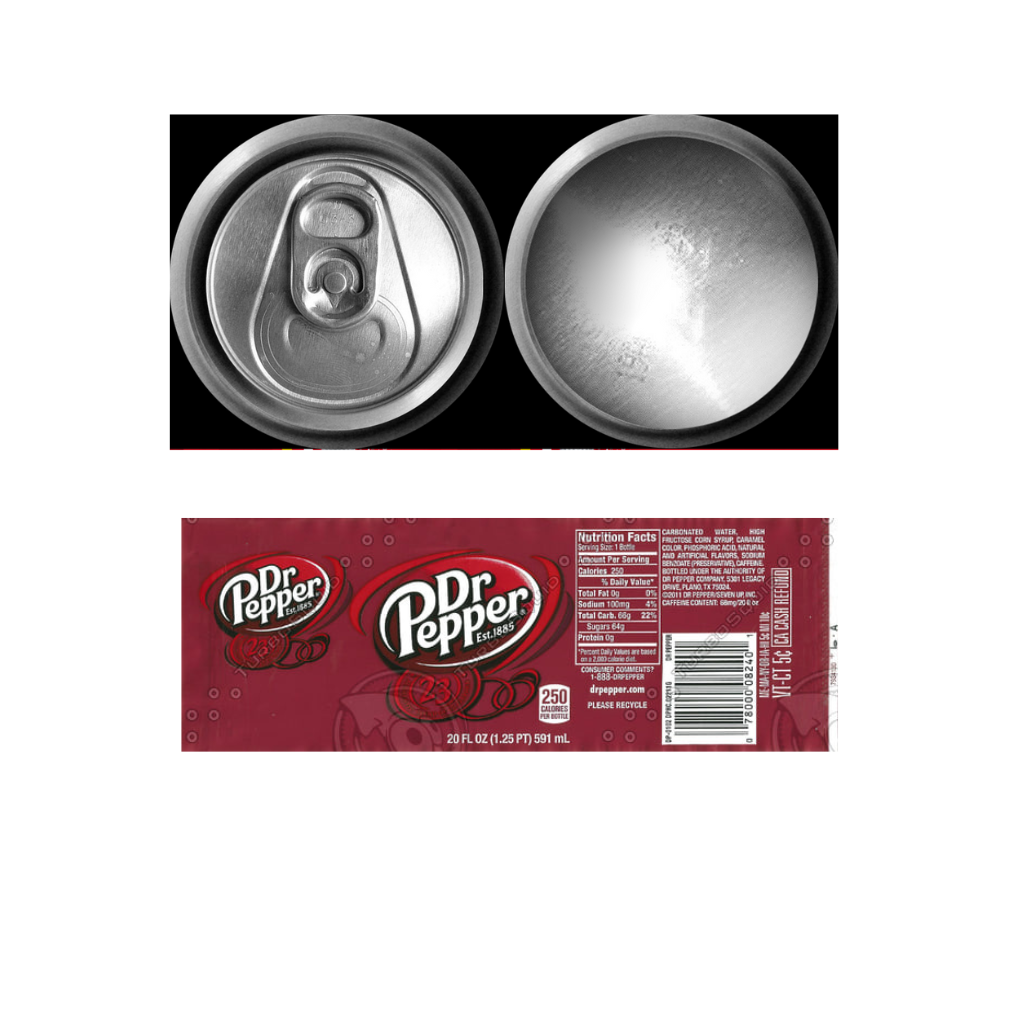 Dr
Pepper
Est.1885
23
Dr
Pepper
Est.1885
®
23
250
CALORIES
PER BOTTLE
20 FL OZ (1.25 PT) 591 mL
Nutrition Facts
Serving Size: 1 Bottle
Amount Per Serving
Calories 250
% Daily Value*
Total Fat 0g 0%
Sodium 100mg 4%
Total Carb. 66g 22%
Sugars 64g
Protein 0g
*Percent Daily Values are based
on a 2,000 calorie diet.
CONSUMER COMMENTS?
1-888-DRPEPPER
drpepper.com
PLEASE RECYCLE
CARBONATED WATER, HIGH
FRUCTOSE CORN SYRUP, CARAMEL
COLOR, PHOSPHORIC ACID, NATURAL
AND ARTIFICIAL FLAVORS, SODIUM
BENZOATE (PRESERVATIVE), CAFFEINE.
BOTTLED UNDER THE AUTHORITY OF
DR PEPPER COMPANY, 5301 LEGACY
DRIVE, PLANO, TX 75024.
©2011 DR PEPPER/SEVEN UP, INC.
CAFFEINE CONTENT: 68mg/20 fl oz
DR PEPPER
0 78000 08240 1
VT-CT 5¢ CA CASH REFUND
TURBOSQUID
TURBOSQUID
TURBOSQUID